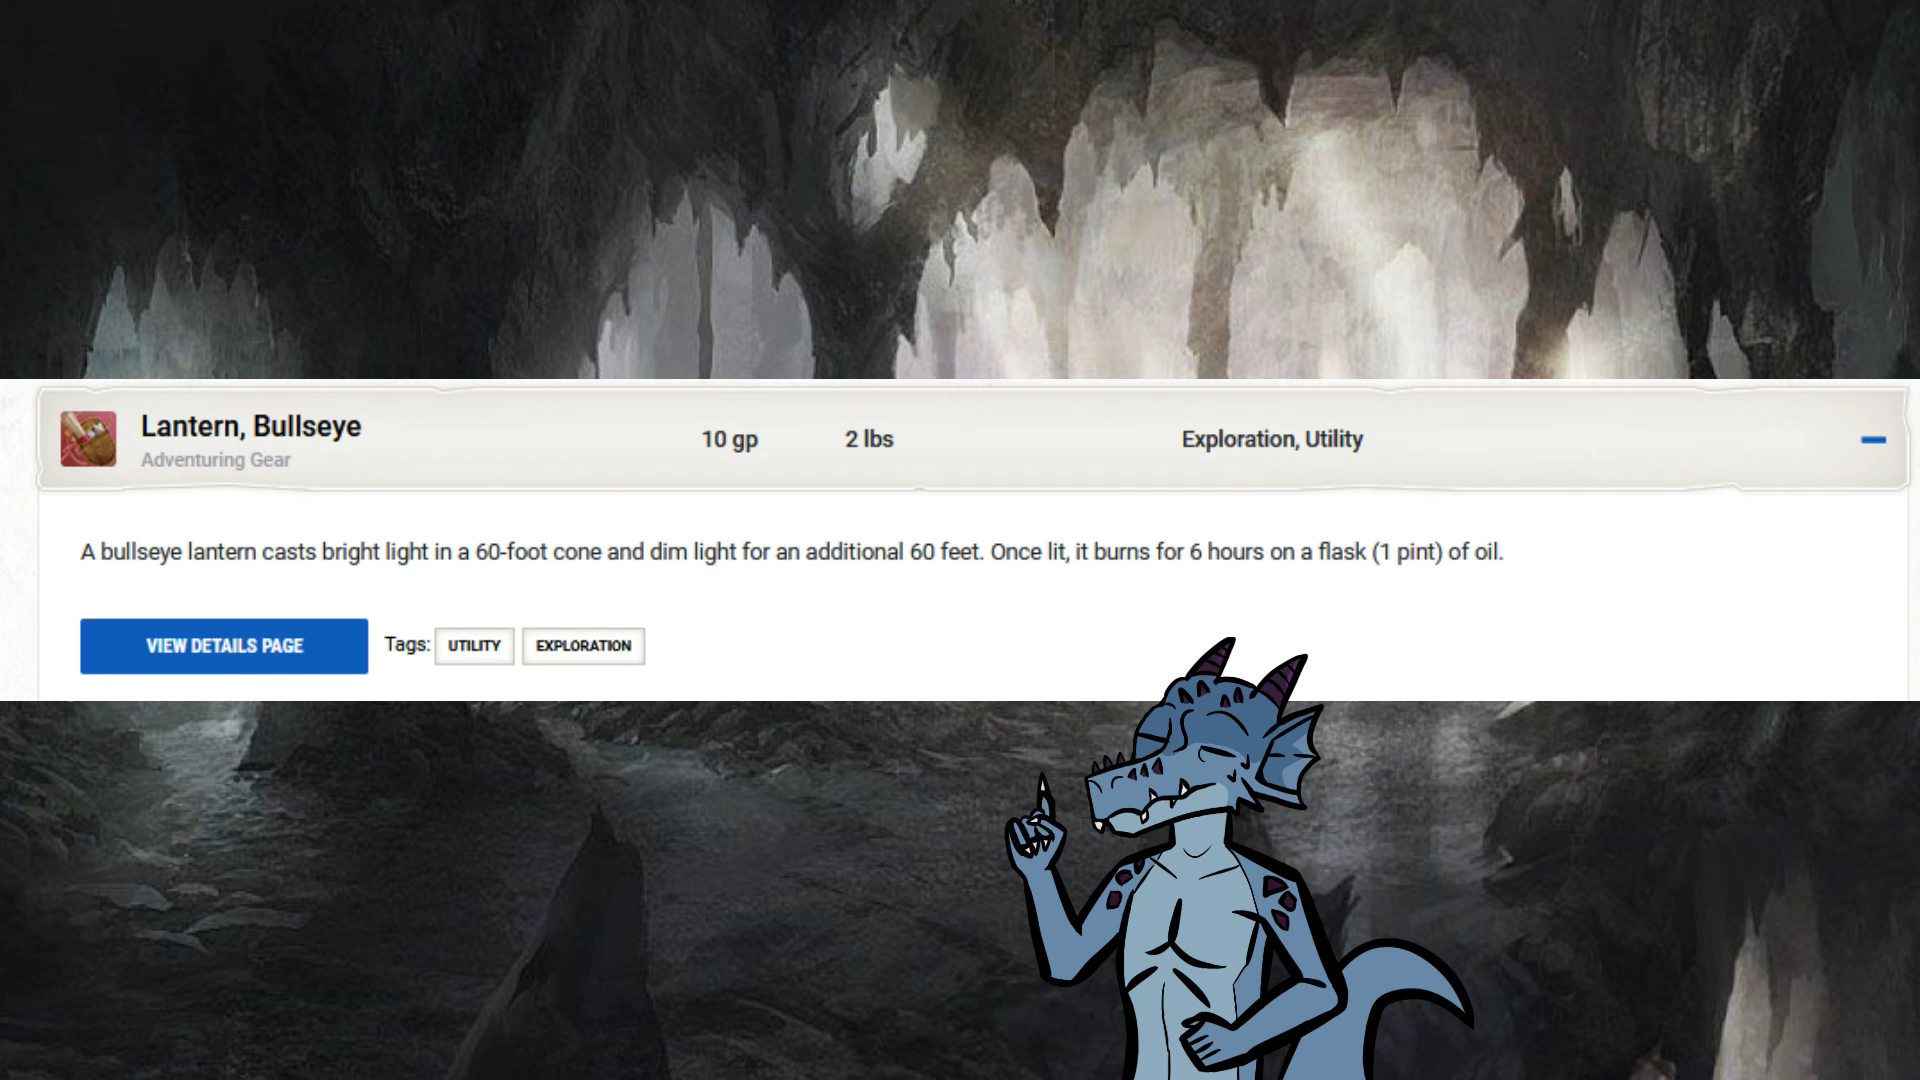 Lantern, Bullseye
Adventuring Gear
10 gp
2 lbs
Exploration, Utility
A bullseye lantern casts bright light in a 60-foot cone and dim light for an additional 60 feet. Once lit, it burns for 6 hours on a flask (1 pint) of oil.
VIEW DETAILS PAGE
Tags: UTILITY EXPLORATION